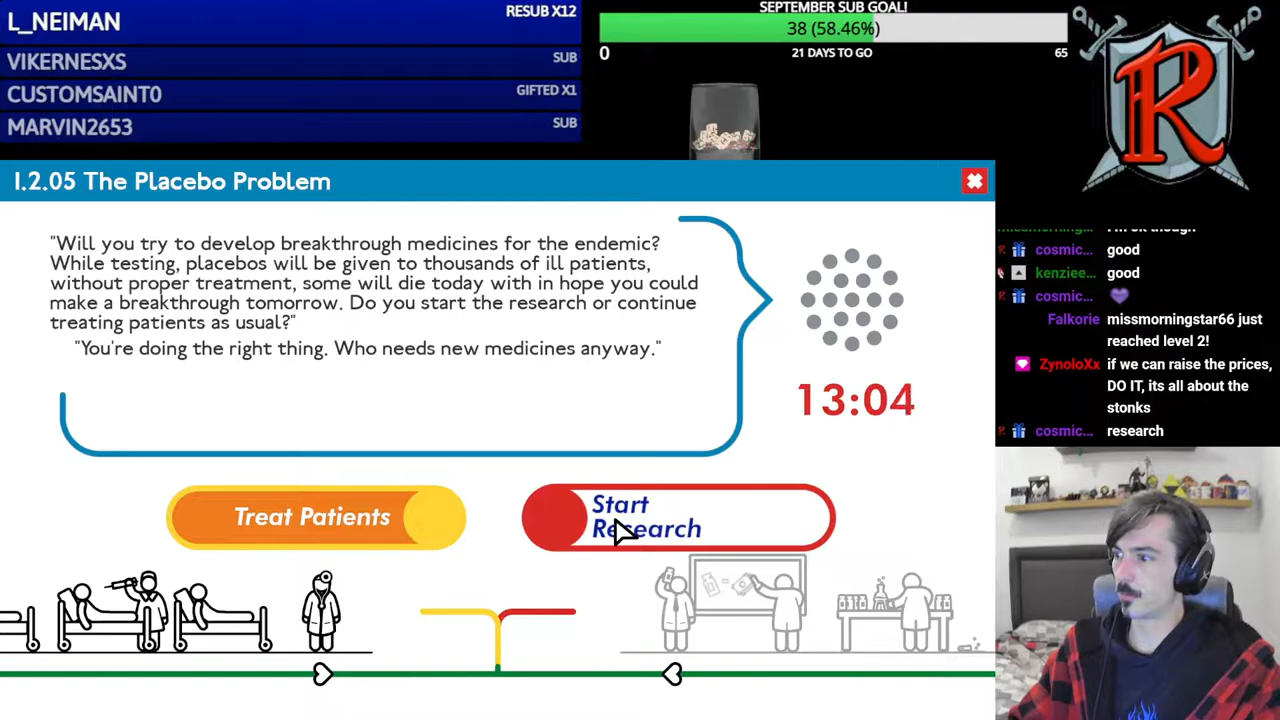 L_NEIMAN
RESUB X12
VIKERNESXS
SUB
CUSTOMSAINT0
GIFTED X1
MARVIN2653
SUB
SEPTEMBER SUB GOAL!
38 (58.46%)
0
21 DAYS TO GO
65
R
1.2.05 The Placebo Problem
"Will you try to develop breakthrough medicines for the endemic?
While testing, placebos will be given to thousands of ill patients,
without proper treatment, some will die today with in hope you could
make a breakthrough tomorrow. Do you start the research or continue
treating patients as usual?"
"You're doing the right thing. Who needs new medicines anyway."
13:04
Treat Patients
Start
Research
cosmic... good
kenziee... good
cosmic...
Falkorie missmorningstar66 just
reached level 2!
ZynoloXx if we can raise the prices,
DO IT, its all about the
stonks
cosmic... research